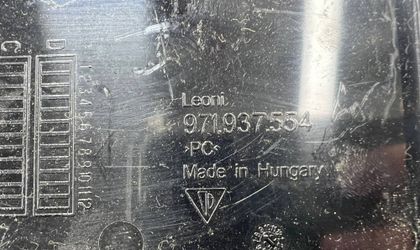 C D
1 2 3 4 5 6 7 8 9 10 11 12
Leoni
971.937.554
>PC<
Made in Hungary